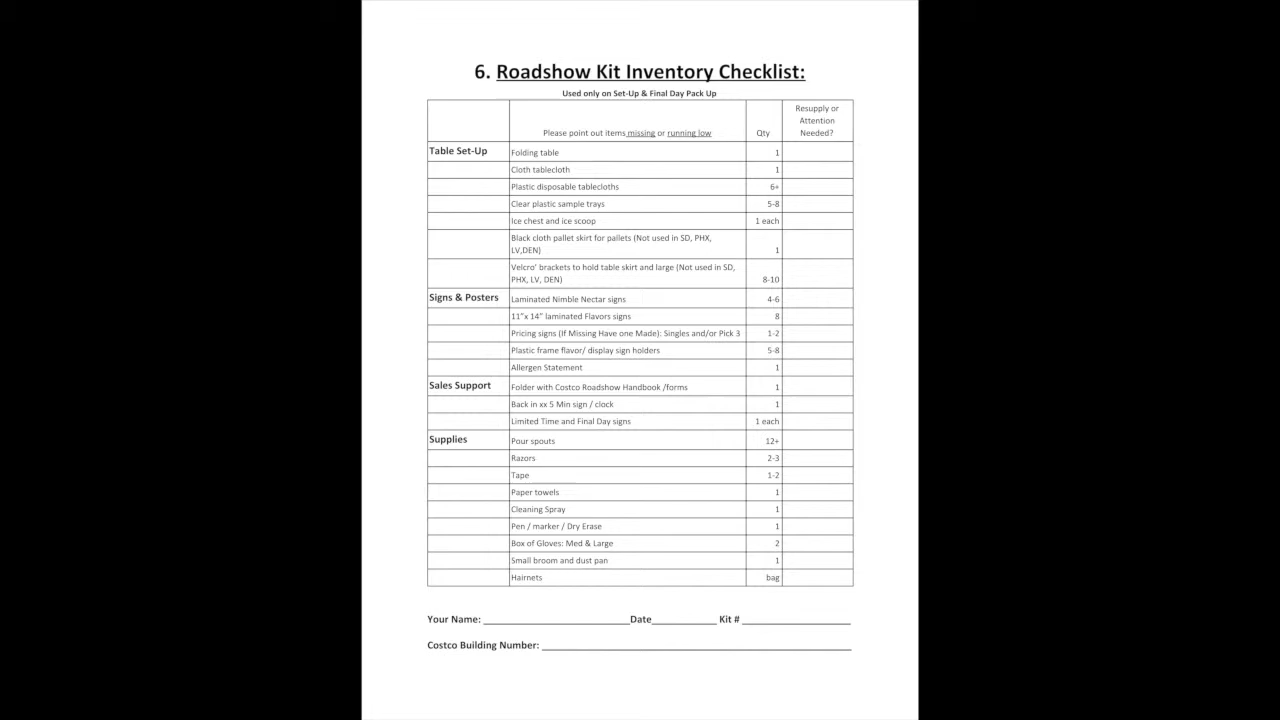 6. Roadshow Kit Inventory Checklist:
Used only on Set-Up & Final Day Pack Up
Please point out items missing or running low Qty Resupply or Attention Needed?
Table Set-Up Folding table 1
Cloth tablecloth 1
Plastic disposable tablecloths 6+
Clear plastic sample trays 5-8
Ice chest and ice scoop 1 each
Black cloth pallet skirt for pallets (Not used in SD, PHX,
LV,DEN) 1
Velcro’ brackets to hold table skirt and large (Not used in SD,
PHX, LV, DEN) 8-10
Signs & Posters Laminated Nimble Nectar signs 4-6
11”x 14” laminated Flavors signs 8
Pricing signs (If Missing Have one Made): Singles and/or Pick 3 1-2
Plastic frame flavor/ display sign holders 5-8
Allergen Statement 1
Sales Support Folder with Costco Roadshow Handbook /forms 1
Back in xx 5 Min sign / clock 1
Limited Time and Final Day signs 1 each
Supplies Pour spouts 12+
Razors 2-3
Tape 1-2
Paper towels 1
Cleaning Spray 1
Pen / marker / Dry Erase 1
Box of Gloves: Med & Large 2
Small broom and dust pan 1
Hairnets bag
Your Name: Date Kit #
Costco Building Number: